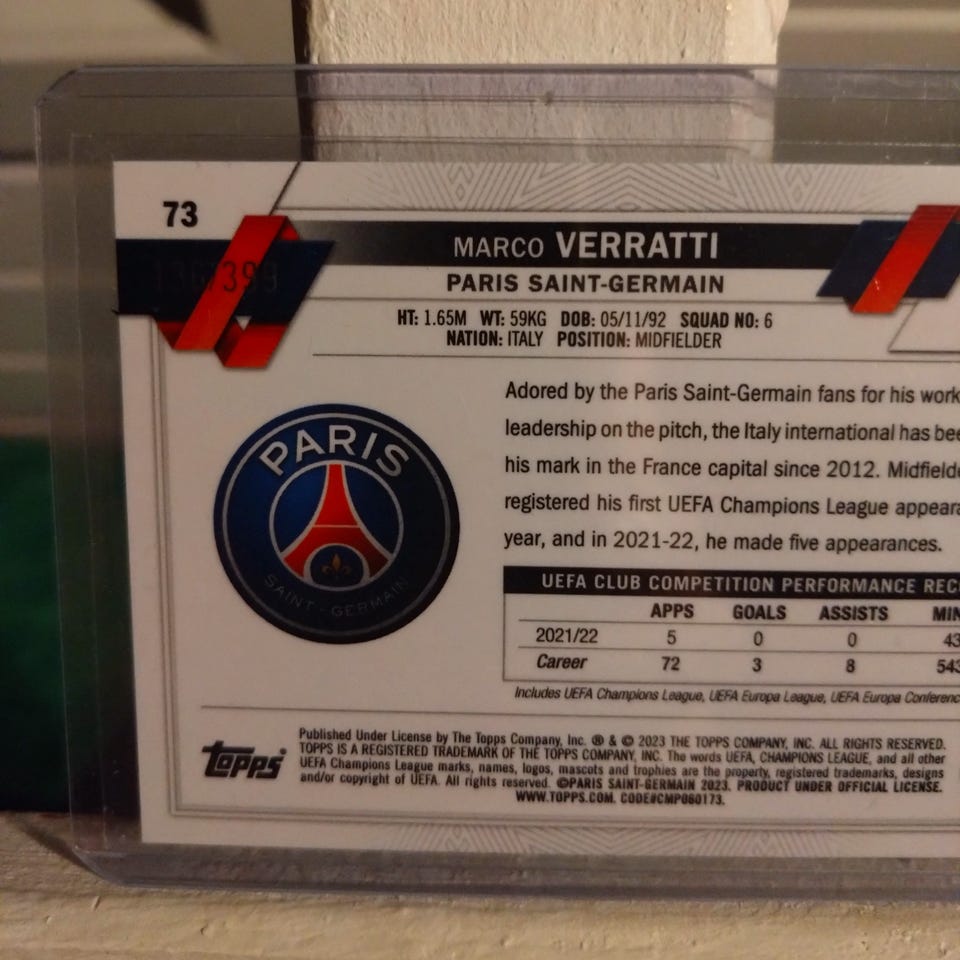 73
MARCO VERRATTI
PARIS SAINT-GERMAIN
HT: 1.65M WT: 59KG DOB: 05/11/92 SQUAD NO: 6
NATION: ITALY POSITION: MIDFIELDER
Adored by the Paris Saint-Germain fans for his work
leadership on the pitch, the Italy international has bee
his mark in the France capital since 2012. Midfielde
registered his first UEFA Champions League appeara
year, and in 2021-22, he made five appearances.
PARIS
SAINT-GERMAIN
UEFA CLUB COMPETITION PERFORMANCE REC
APPS GOALS ASSISTS MIN
2021/22 5 0 0 43
Career 72 3 8 543
Includes UEFA Champions League, UEFA Europa League, UEFA Europa Conferenc
topps
Published Under License by The Topps Company, Inc. ® & © 2023 THE TOPPS COMPANY, INC. ALL RIGHTS RESERVED.
TOPPS IS A REGISTERED TRADEMARK OF THE TOPPS COMPANY, INC. The words UEFA, CHAMPIONS LEAGUE, and all other
UEFA Champions League marks, names, logos, mascots and trophies are the property, registered trademarks, designs
and/or copyright of UEFA. All rights reserved. ©PARIS SAINT-GERMAIN 2023. PRODUCT UNDER OFFICIAL LICENSE.
WWW.TOPPS.COM. CODE#CMP060173.